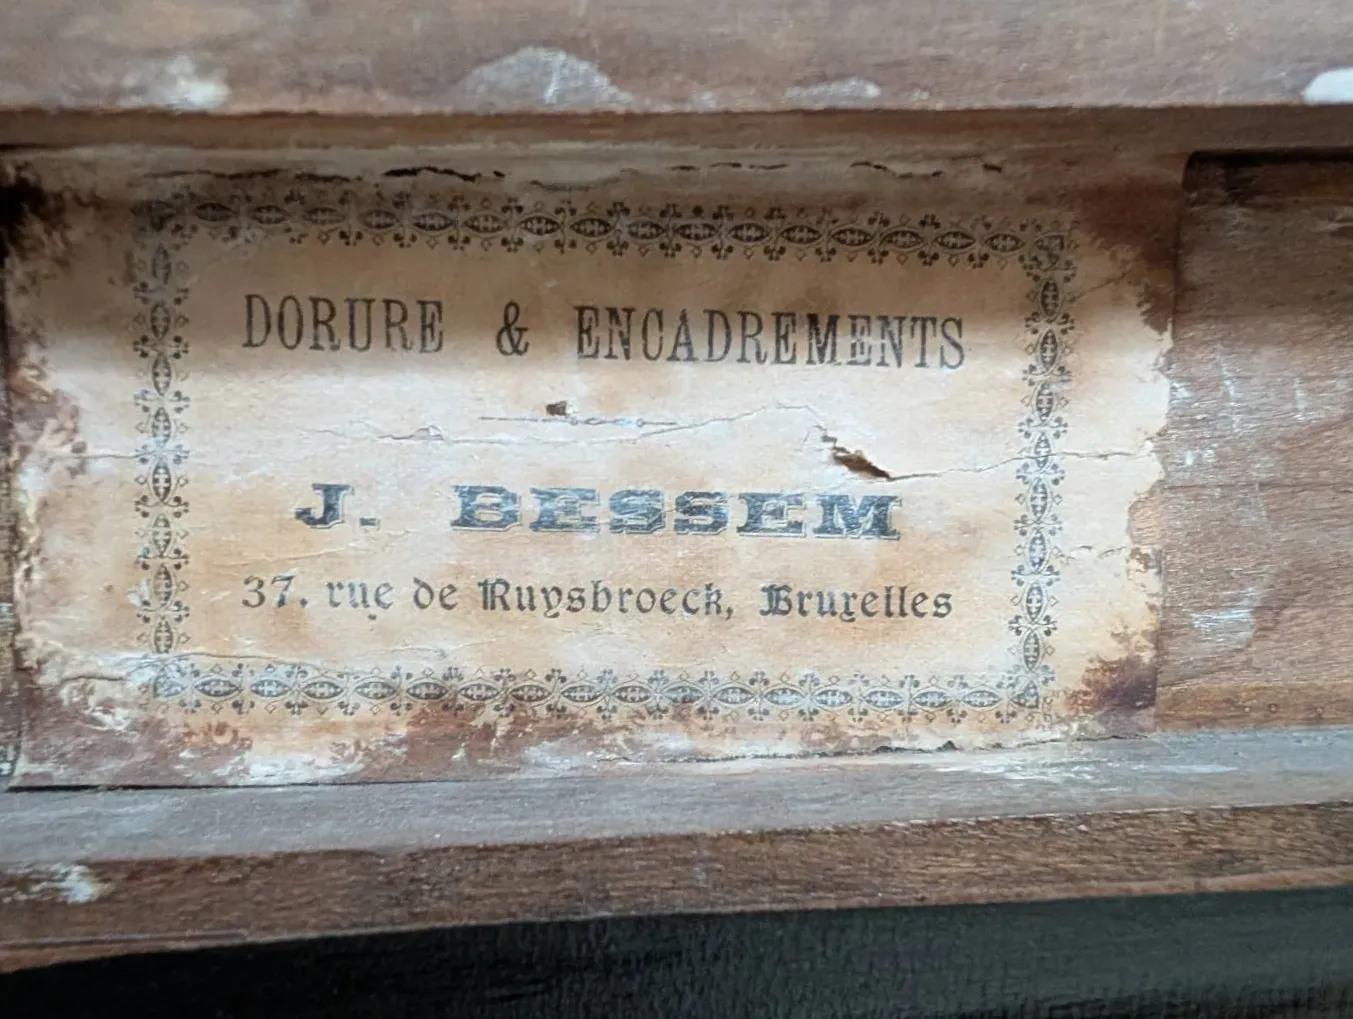 DORURE & ENCADREMENTS
J. BESSEM
37. rue de Ruysbroeck, Bruxelles